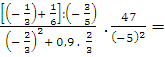 [(-1/3)+1/6]:(-3/5) / (-2/3)^2+0,9 . 2/3 . 47/(-5)^2 =